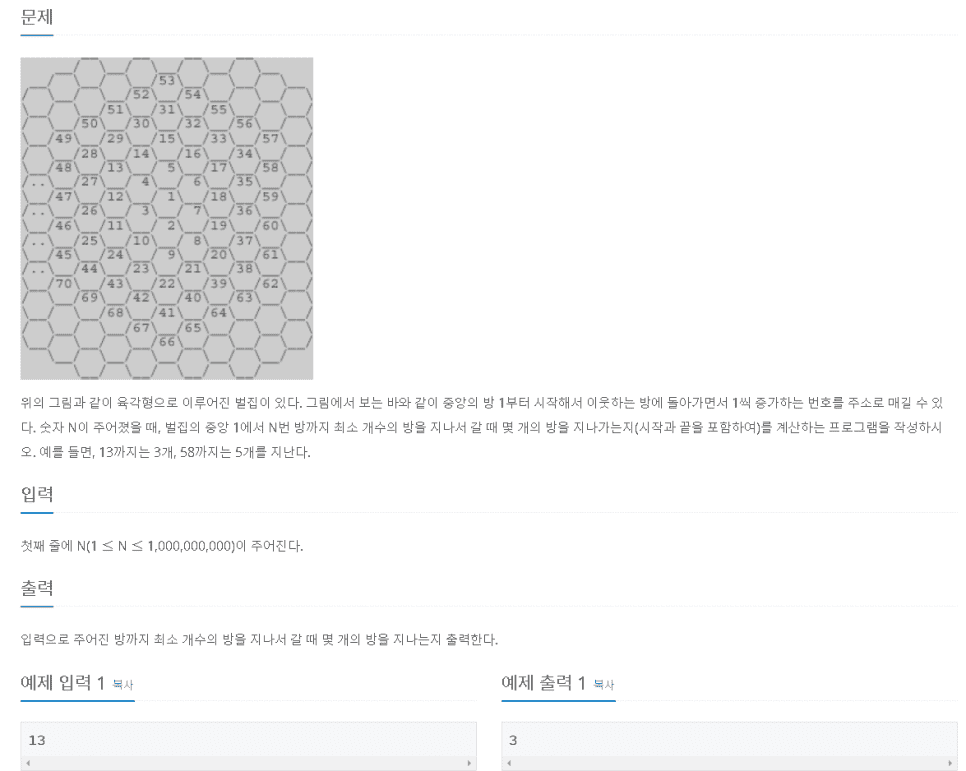 문제
53
52 54
51 31 55
50 30 32 56
49 29 15 33 57
28 14 16 34
48 13 5 17 58
.. 27 4 6 35
47 12 1 18 59
.. 26 3 7 36
46 11 2 19 60
.. 25 10 8 37
45 24 9 20 61
.. 44 23 21 38
70 43 22 39 62
69 42 40 63
68 41 64
67 65
66
위의 그림과 같이 육각형으로 이루어진 벌집이 있다. 그림에서 보는 바와 같이 중앙의 방 1부터 시작해서 이웃하는 방에 돌아가면서 1씩 증가하는 번호를 주소로 매길 수 있
다. 숫자 N이 주어졌을 때, 벌집의 중앙 1에서 N번 방까지 최소 개수의 방을 지나서 갈 때 몇 개의 방을 지나가는지(시작과 끝을 포함하여)를 계산하는 프로그램을 작성하시
오. 예를 들면, 13까지는 3개, 58까지는 5개를 지난다.
입력
첫째 줄에 N(1 ≤ N ≤ 1,000,000,000)이 주어진다.
출력
입력으로 주어진 방까지 최소 개수의 방을 지나서 갈 때 몇 개의 방을 지나는지 출력한다.
예제 입력 1 복사
13
예제 출력 1 복사
3